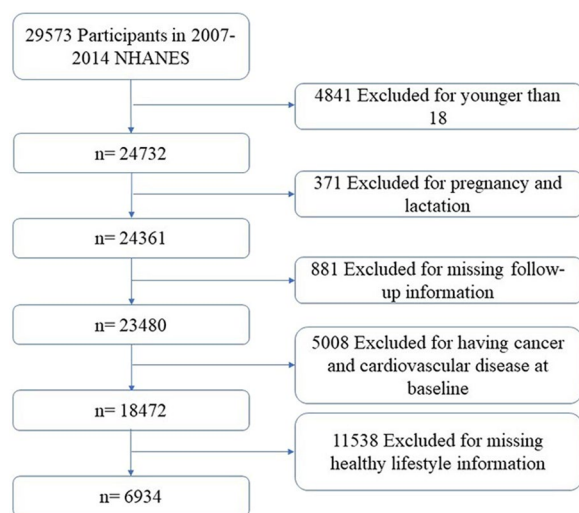 29573 Participants in 2007-
2014 NHANES
4841 Excluded for younger than
18
n= 24732
371 Excluded for pregnancy and
lactation
n= 24361
881 Excluded for missing follow-
up information
n= 23480
5008 Excluded for having cancer
and cardiovascular disease at
baseline
n= 18472
11538 Excluded for missing
healthy lifestyle information
n= 6934